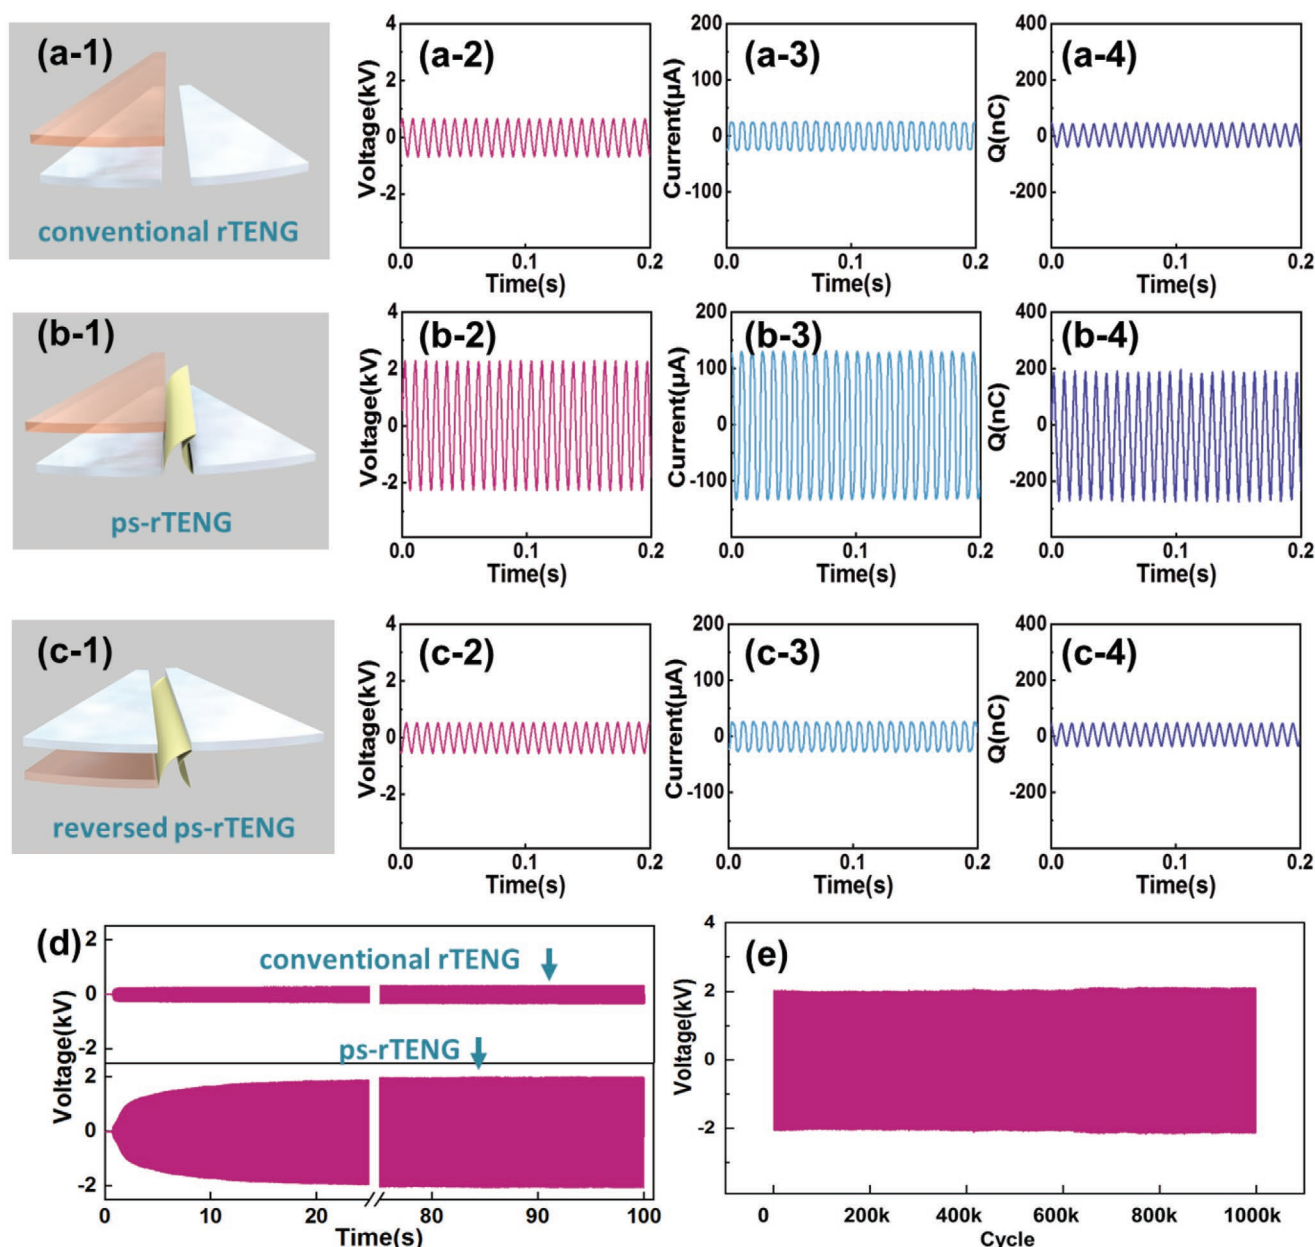 (a-1)
conventional rTENG
(a-2)
Voltage(kV)
4
2
0
-2
0.0
0.1
0.2
Time(s)
(a-3)
Current(μA)
200
100
0
-100
0.0
0.1
0.2
Time(s)
(a-4)
Q(nC)
400
200
0
-200
0.0
0.1
0.2
Time(s)
(b-1)
ps-rTENG
(b-2)
Voltage(kV)
4
2
0
-2
0.0
0.1
0.2
Time(s)
(b-3)
Current(μA)
200
100
0
-100
0.0
0.1
0.2
Time(s)
(b-4)
Q(nC)
400
200
0
-200
0.0
0.1
0.2
Time(s)
(c-1)
reversed ps-rTENG
(c-2)
Voltage(kV)
4
2
0
-2
0.0
0.1
0.2
Time(s)
(c-3)
Current(μA)
200
100
0
-100
0.0
0.1
0.2
Time(s)
(c-4)
Q(nC)
400
200
0
-200
0.0
0.1
0.2
Time(s)
(d)
Voltage(kV)
2
0
-2
conventional rTENG
ps-rTENG
2
0
-2
0
10
20
80
90
100
Time(s)
(e)
Voltage(kV)
4
2
0
-2
0
200k
400k
600k
800k
1000k
Cycle